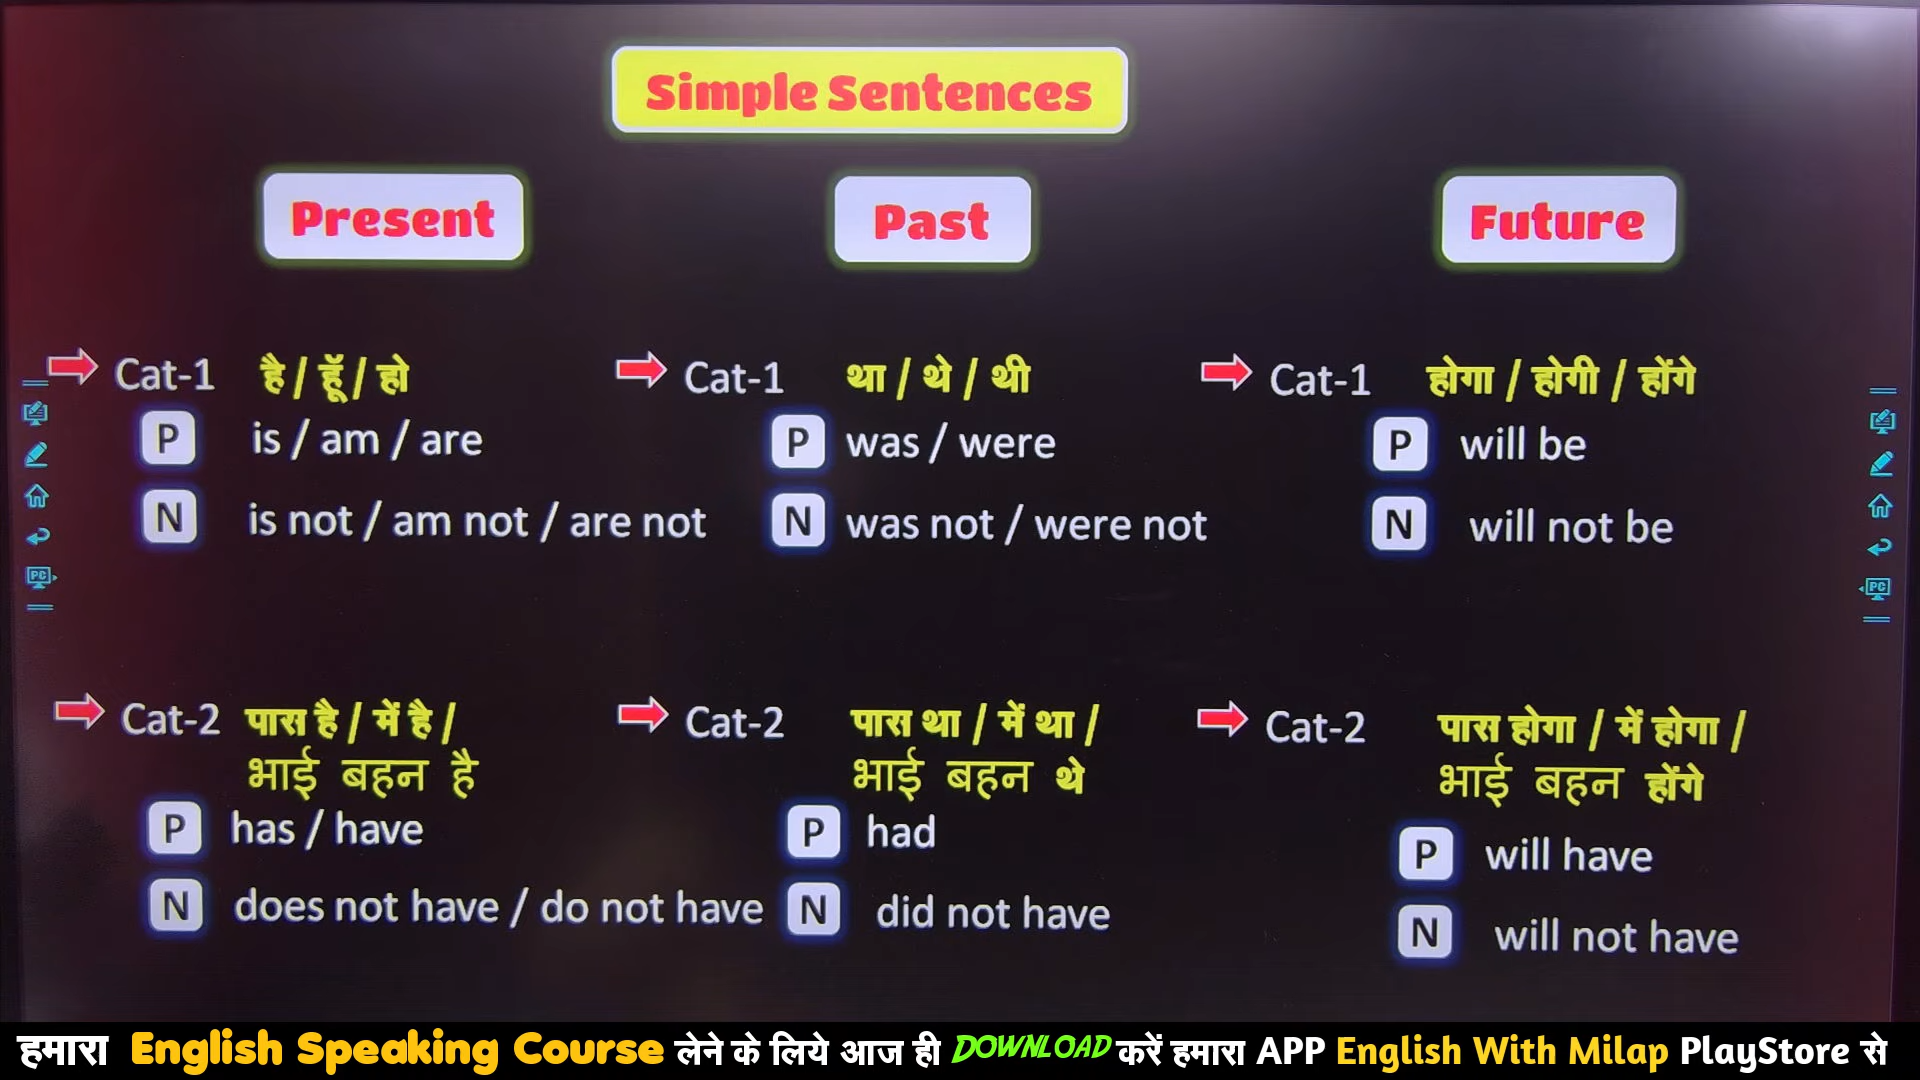 Simple Sentences
Present
Past
Future
Cat-1 है / हूँ / हो
P is / am / are
N is not / am not / are not
Cat-1 था / थे / थी
P was / were
N was not / were not
Cat-1 होगा / होगी / होंगे
P will be
N will not be
Cat-2 पास है / में है /
भाई बहन है
P has / have
N does not have / do not have
Cat-2 पास था / में था /
भाई बहन थे
P had
N did not have
Cat-2 पास होगा / में होगा /
भाई बहन होंगे
P will have
N will not have
PC
PC
हमारा English Speaking Course लेने के लिये आज ही DOWNLOAD करें हमारा APP English With Milap PlayStore से